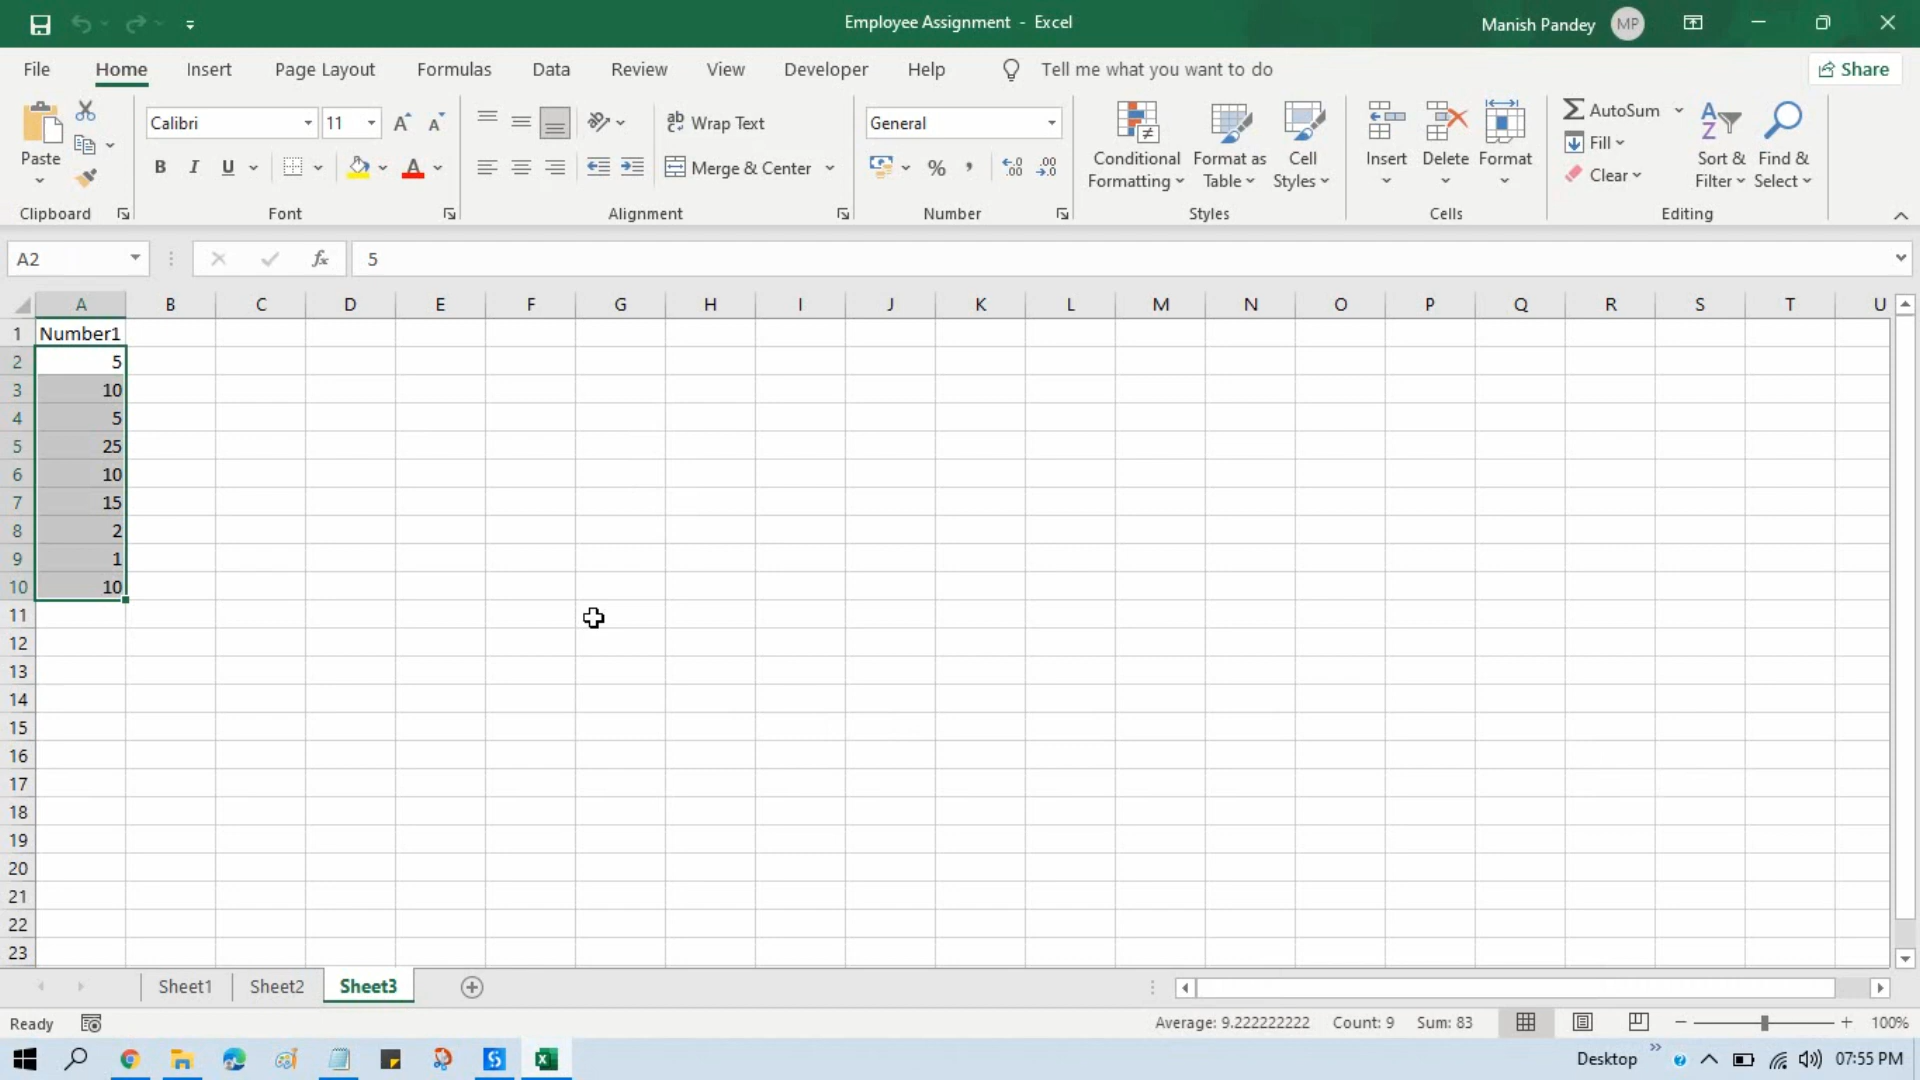 Employee Assignment - Excel
Manish Pandey MP
File Home Insert Page Layout Formulas Data Review View Developer Help Tell me what you want to do Share
Paste
Clipboard
Calibri 11
B I U A
Font
ab Wrap Text
Merge & Center
Alignment
General
% , .00
Number
Conditional Formatting
Format as Table
Cell Styles
Styles
Insert Delete Format
Cells
AutoSum
Fill
Clear
Sort & Filter
Find & Select
Editing
A2 fx 5
A B C D E F G H I J K L M N O P Q R S T U
1 Number1
2 5
3 10
4 5
5 25
6 10
7 15
8 2
9 1
10 10
11
12
13
14
15
16
17
18
19
20
21
22
23
Sheet1 Sheet2 Sheet3
Ready Average: 9.222222222 Count: 9 Sum: 83 100%
Desktop 07:55 PM